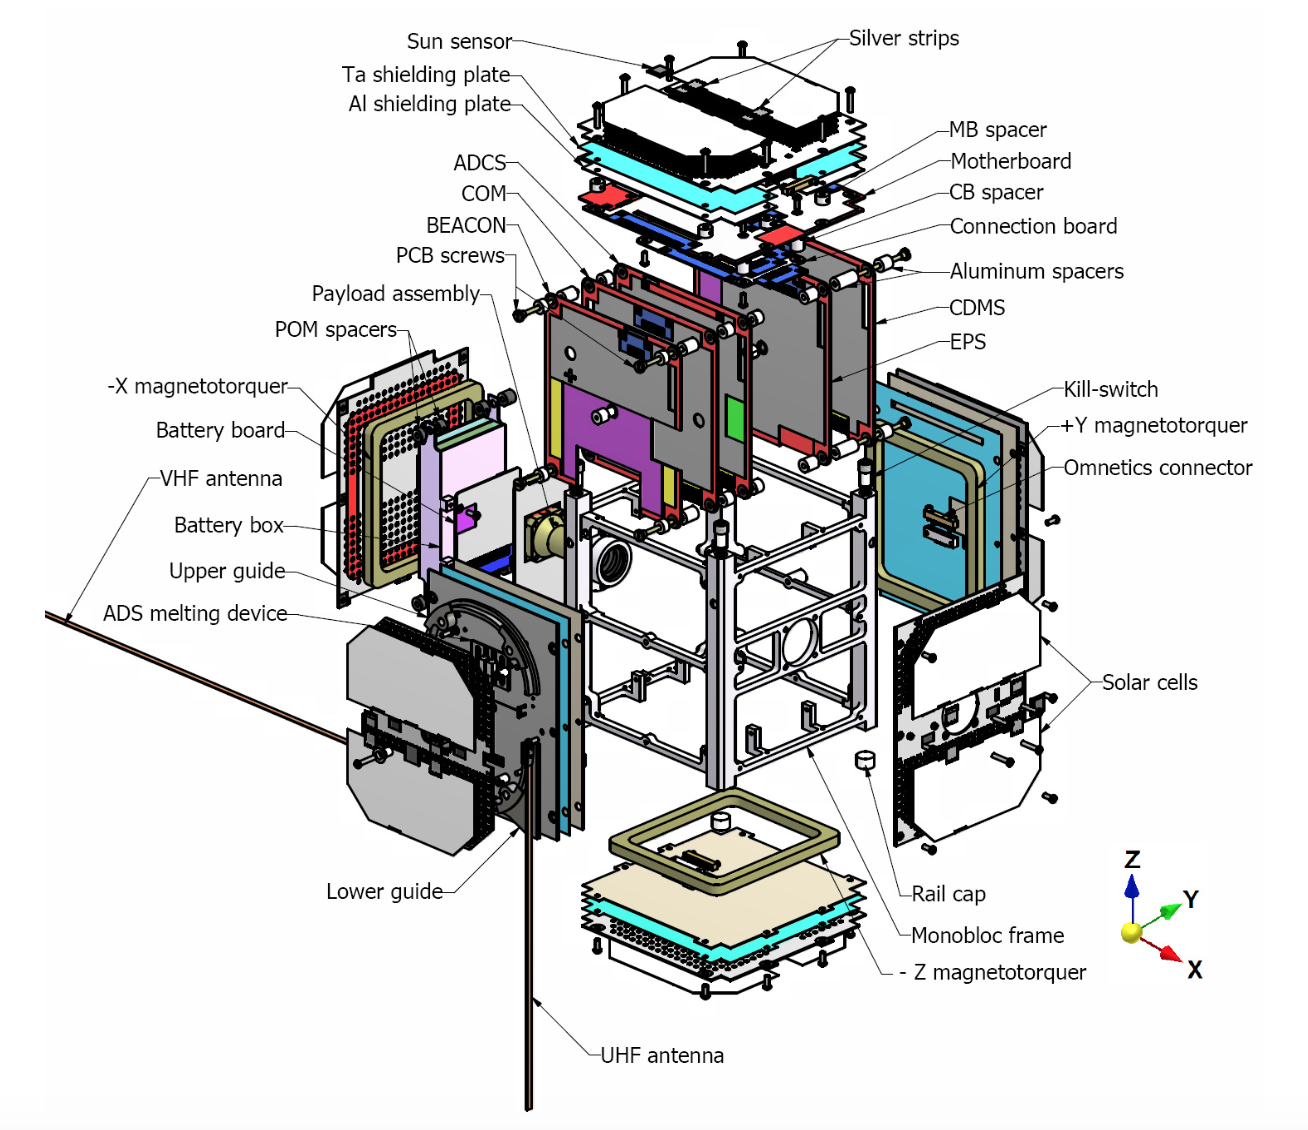 Sun sensor
Silver strips
Ta shielding plate
Al shielding plate
MB spacer
ADCS
Motherboard
COM
CB spacer
BEACON
Connection board
PCB screws
Aluminum spacers
Payload assembly
CDMS
POM spacers
EPS
-X magnetotorquer
Kill-switch
Battery board
+Y magnetotorquer
VHF antenna
Omnetics connector
Battery box
Upper guide
ADS melting device
Solar cells
Lower guide
Rail cap
Monobloc frame
- Z magnetotorquer
UHF antenna
Z
Y
X